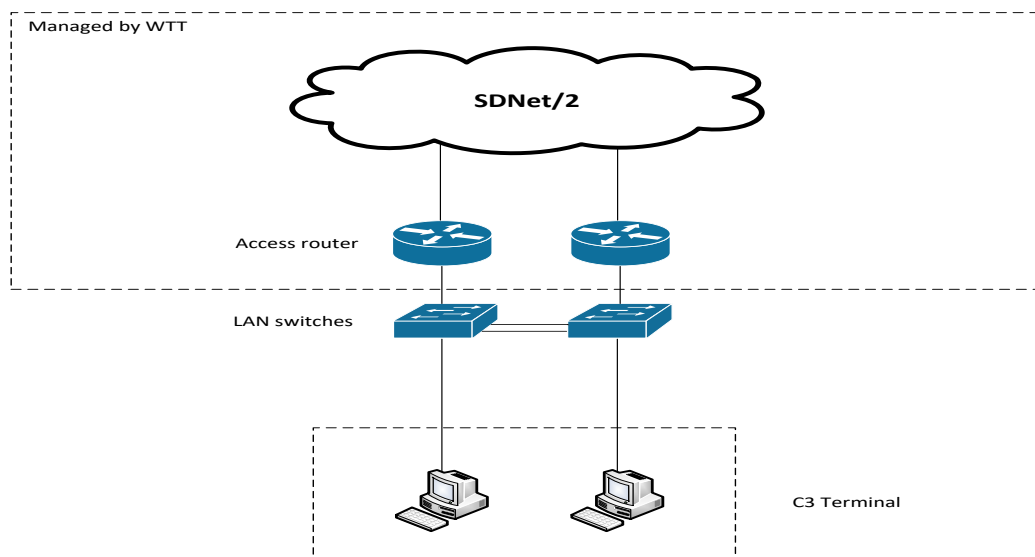 Managed by WTT
SDNet/2
Access router
LAN switches
C3 Terminal